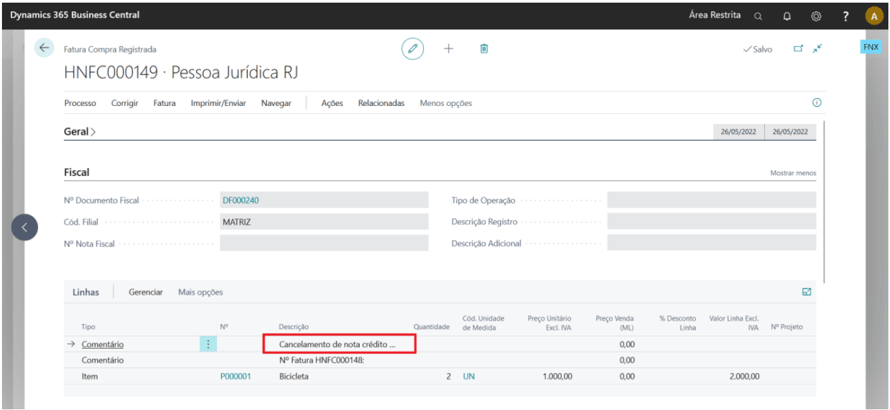 Dynamics 365 Business Central
Área Restrita
?
A
Fatura Compra Registrada
Salvo
FNX
HNFC000149 · Pessoa Jurídica RJ
Processo Corrigir Fatura Imprimir/Enviar Navegar Ações Relacionadas Menos opções
Geral
26/05/2022 26/05/2022
Fiscal
Mostrar menos
Nº Documento Fiscal DF000240 Tipo de Operação
Cód. Filial MATRIZ Descrição Registro
Nº Nota Fiscal Descrição Adicional
Linhas Gerenciar Mais opções
Tipo Nº Descrição Quantidade Cód. Unidade de Medida Preço Unitário Excl. IVA Preço Venda (ML) % Desconto Linha Valor Linha Excl. IVA Nº Projeto
Comentário Cancelamento de nota crédito ... 0,00
Comentário Nº Fatura HNFC000148: 0,00
Item P000001 Bicicleta 2 UN 1.000,00 0,00 2.000,00